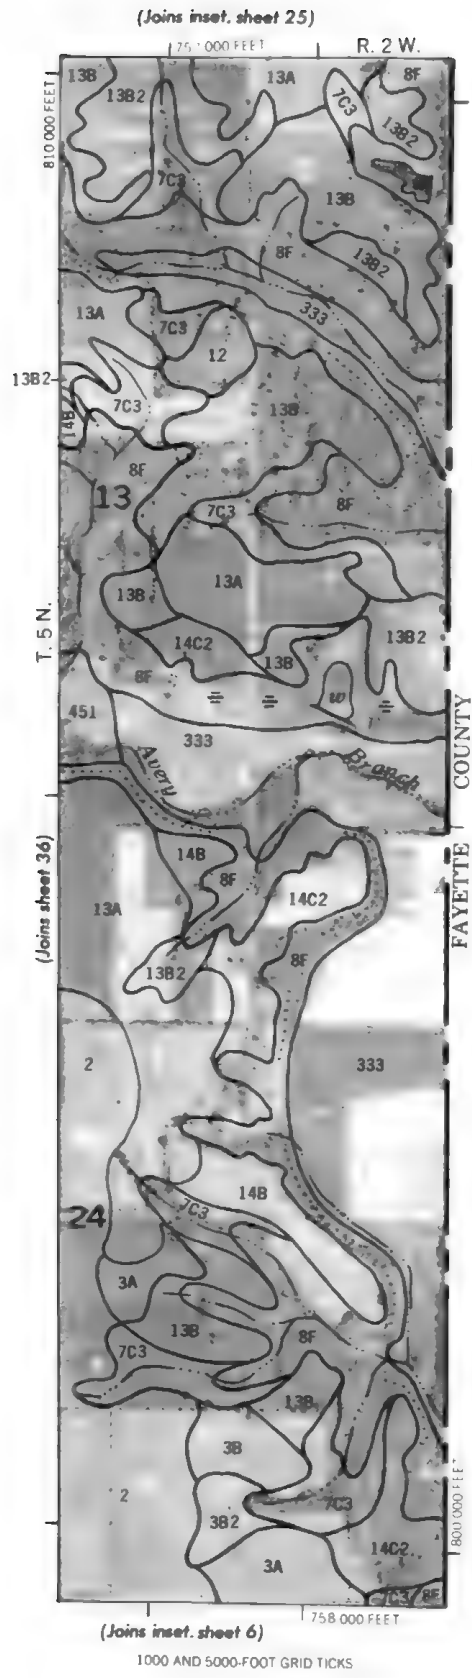 (Joins inset. sheet 25)
R. 2 W.
810 000 FEET
13B
13B2
13A
7C3
8F
13B2
7C3
13B
8F
13B2
333
13A
7C3
12
13B2
7C3
14B
13B
8F
13
7C3
8F
13A
13B
T. 5 N.
14C2
13B
13B2
8F
W
451
333
Avery
Branch
FAYETTE COUNTY
14B
8F
14C2
13A
(Joins sheet 36)
8F
13B2
2
333
14B
7C3
24
3A
13B
8F
7C3
13B
3B
2
7C3
3B2
14C2
3A
7C3
8F
800 000 FEET
758 000 FEET
(Joins inset. sheet 6)
1000 AND 5000-FOOT GRID TICKS